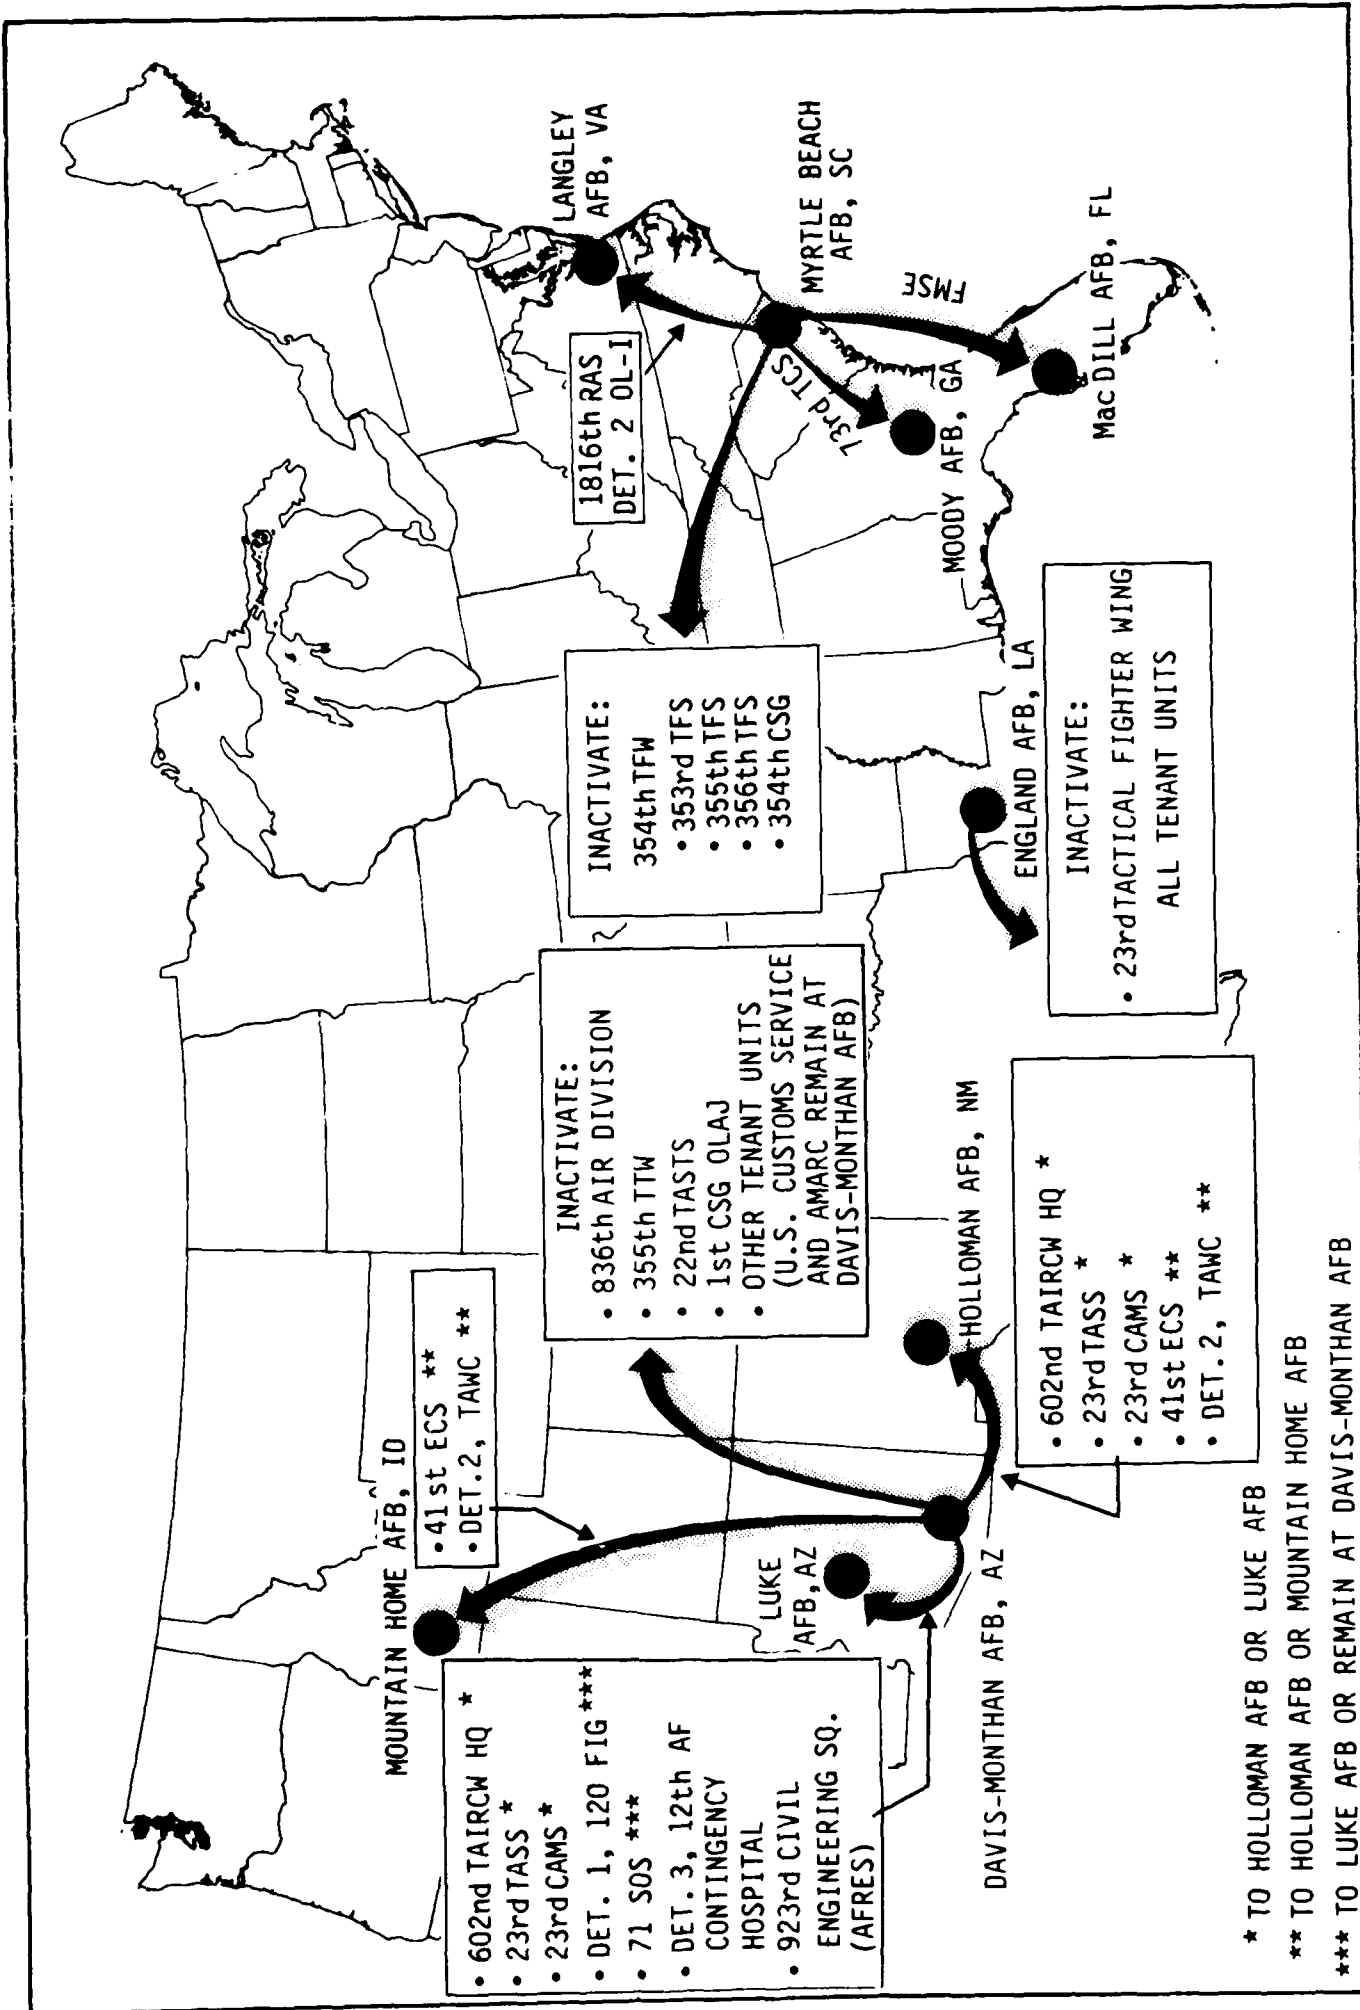 MOUNTAIN HOME AFB, ID
• 41st ECS **
• DET.2, TAWC **
1816th RAS
DET. 2 OL-I
LANGLEY
AFB, VA
• 602nd TAIRCW HQ *
• 23rd TASS *
• 23rd CAMS *
• DET. 1, 120 FIG ***
• 71 SOS ***
• DET. 3, 12th AF
CONTINGENCY
HOSPITAL
• 923rd CIVIL
ENGINEERING SQ.
(AFRES)
INACTIVATE:
• 836th AIR DIVISION
• 355th TTW
• 22nd TASTS
• 1st CSG OLAJ
• OTHER TENANT UNITS
(U.S. CUSTOMS SERVICE
AND AMARC REMAIN AT
DAVIS-MONTHAN AFB)
INACTIVATE:
354th TFW
• 353rd TFS
• 355th TFS
• 356th TFS
• 354th CSG
73rd TCS
MYRTLE BEACH
AFB, SC
FMSE
LUKE
AFB, AZ
DAVIS-MONTHAN AFB, AZ
HOLLOMAN AFB, NM
ENGLAND AFB, LA
MOODY AFB, GA
MacDILL AFB, FL
• 602nd TAIRCW HQ *
• 23rd TASS *
• 23rd CAMS *
• 41st ECS **
• DET. 2, TAWC **
INACTIVATE:
• 23rd TACTICAL FIGHTER WING
ALL TENANT UNITS
* TO HOLLOMAN AFB OR LUKE AFB
** TO HOLLOMAN AFB OR MOUNTAIN HOME AFB
*** TO LUKE AFB OR REMAIN AT DAVIS-MONTHAN AFB